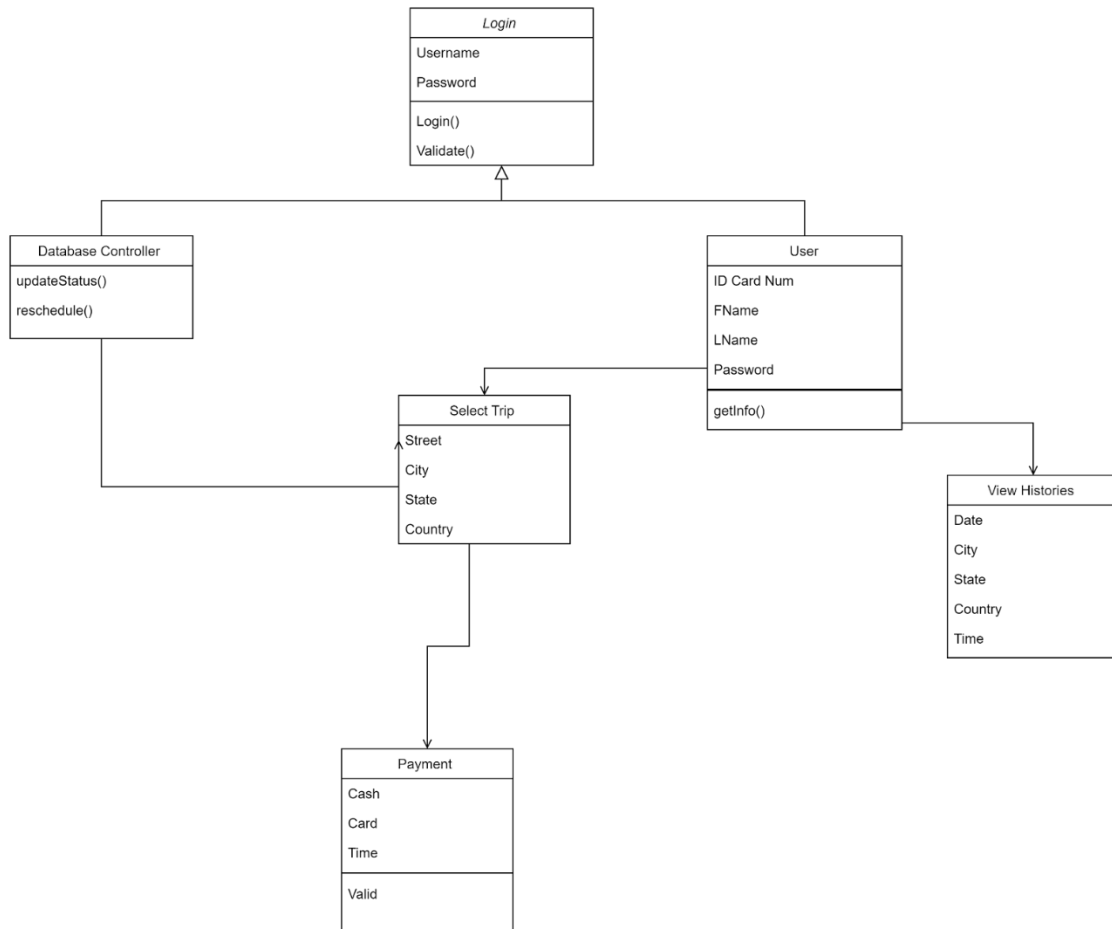 Login
Username
Password
Login()
Validate()
Database Controller
updateStatus()
reschedule()
User
ID Card Num
FName
LName
Password
getInfo()
Select Trip
Street
City
State
Country
View Histories
Date
City
State
Country
Time
Payment
Cash
Card
Time
Valid